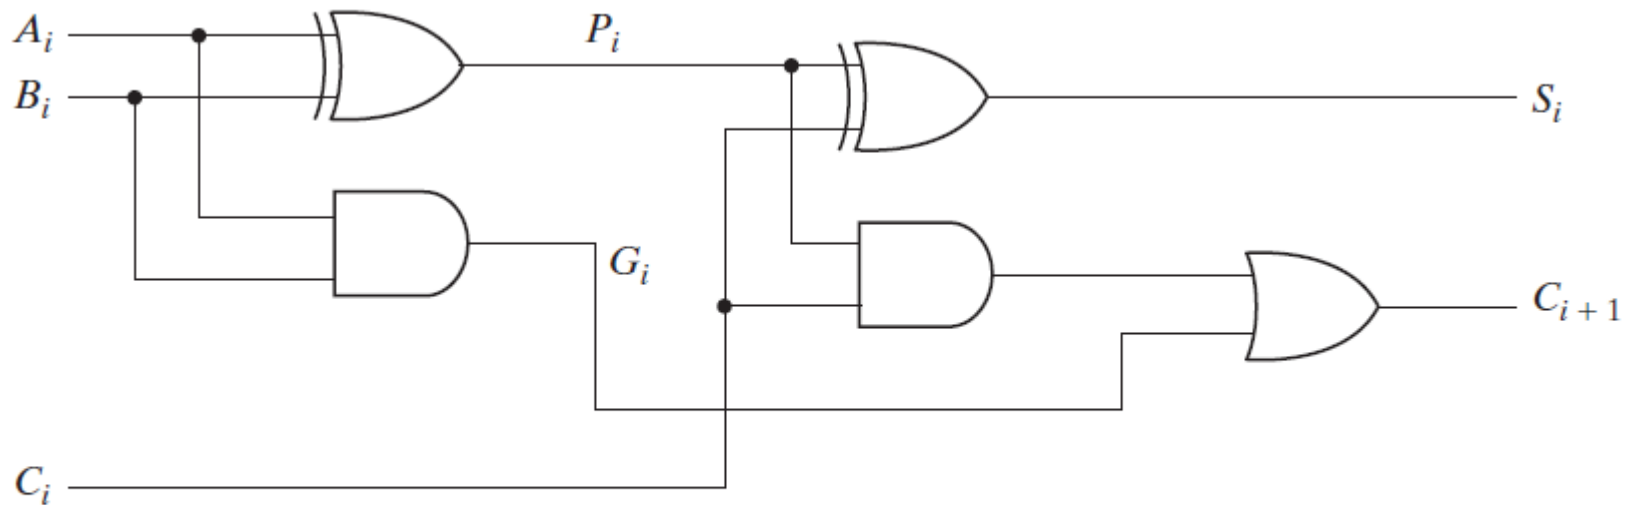 A_i
B_i
P_i
S_i
G_i
C_{i + 1}
C_i